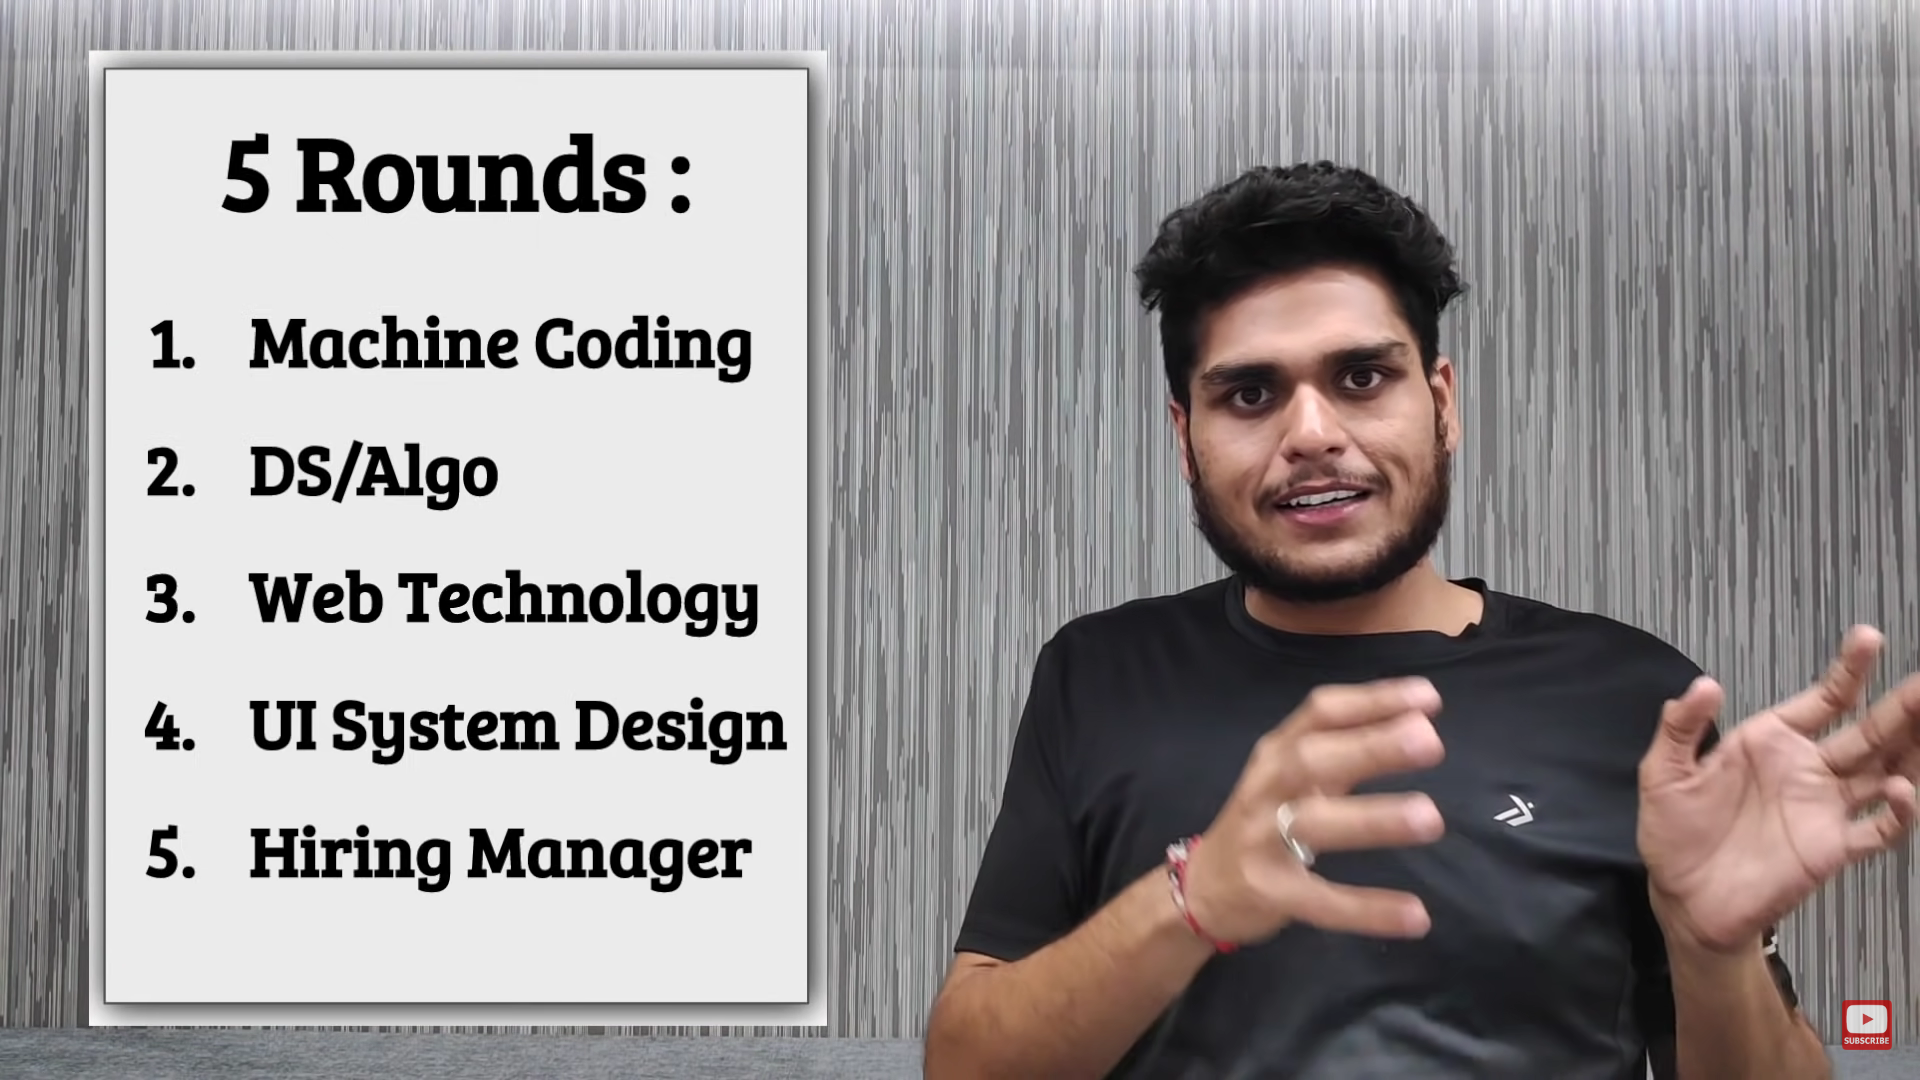 5 Rounds :
1. Machine Coding
2. DS/Algo
3. Web Technology
4. UI System Design
5. Hiring Manager
SUBSCRIBE